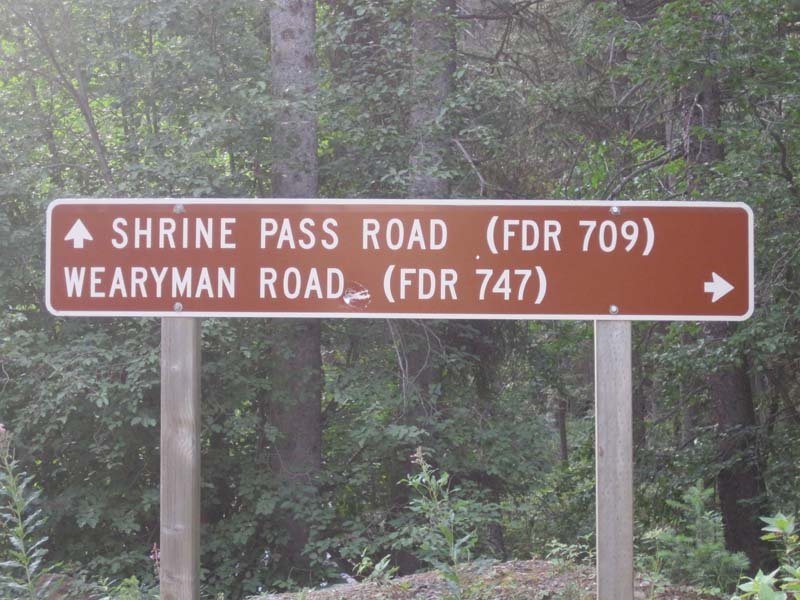 SHRINE PASS ROAD (FDR 709)
WEARYMAN ROAD (FDR 747)